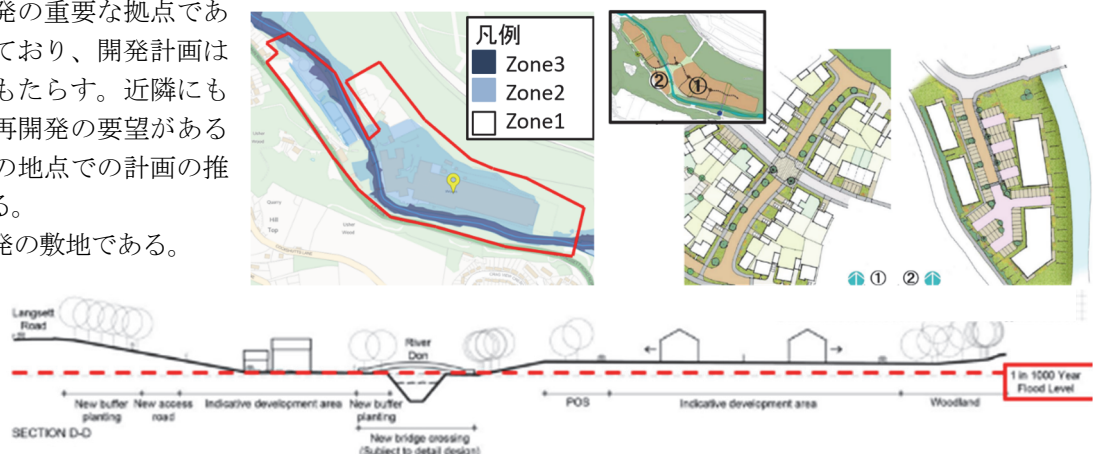 発の重要な拠点であ
ており、開発計画は
もたらす。近隣にも
再開発の要望がある
の地点での計画の推
る。
発の敷地である。
凡例
Zone3
Zone2
Zone1
Quarry
Hill
Top
②
①
① ②
Langsett
Road
River
Don
1 in 1000 Year
Flood Level
New buffer
planting
New access
road
Indicative development area
New buffer
planting
POS
Indicative development area
Woodland
SECTION D-D
New bridge crossing
(Subject to detail design)